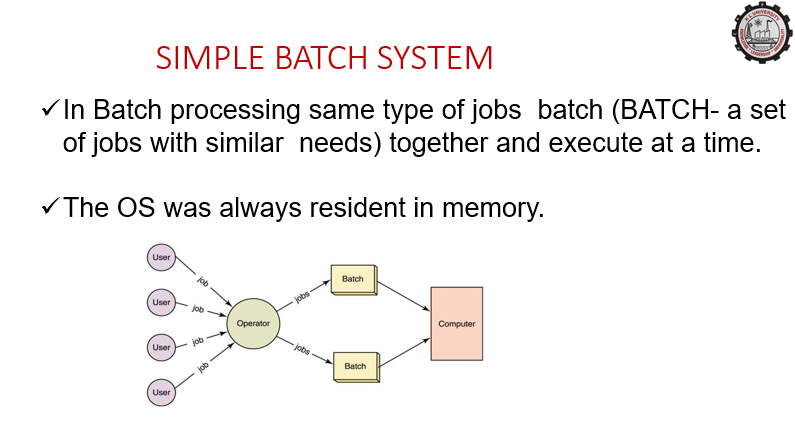 K L UNIVERSITY
SIMPLE BATCH SYSTEM
✓In Batch processing same type of jobs batch (BATCH- a set
of jobs with similar needs) together and execute at a time.
✓The OS was always resident in memory.
User
job
User
job
User
job
User
job
Operator
jobs
jobs
Batch
Batch
Computer